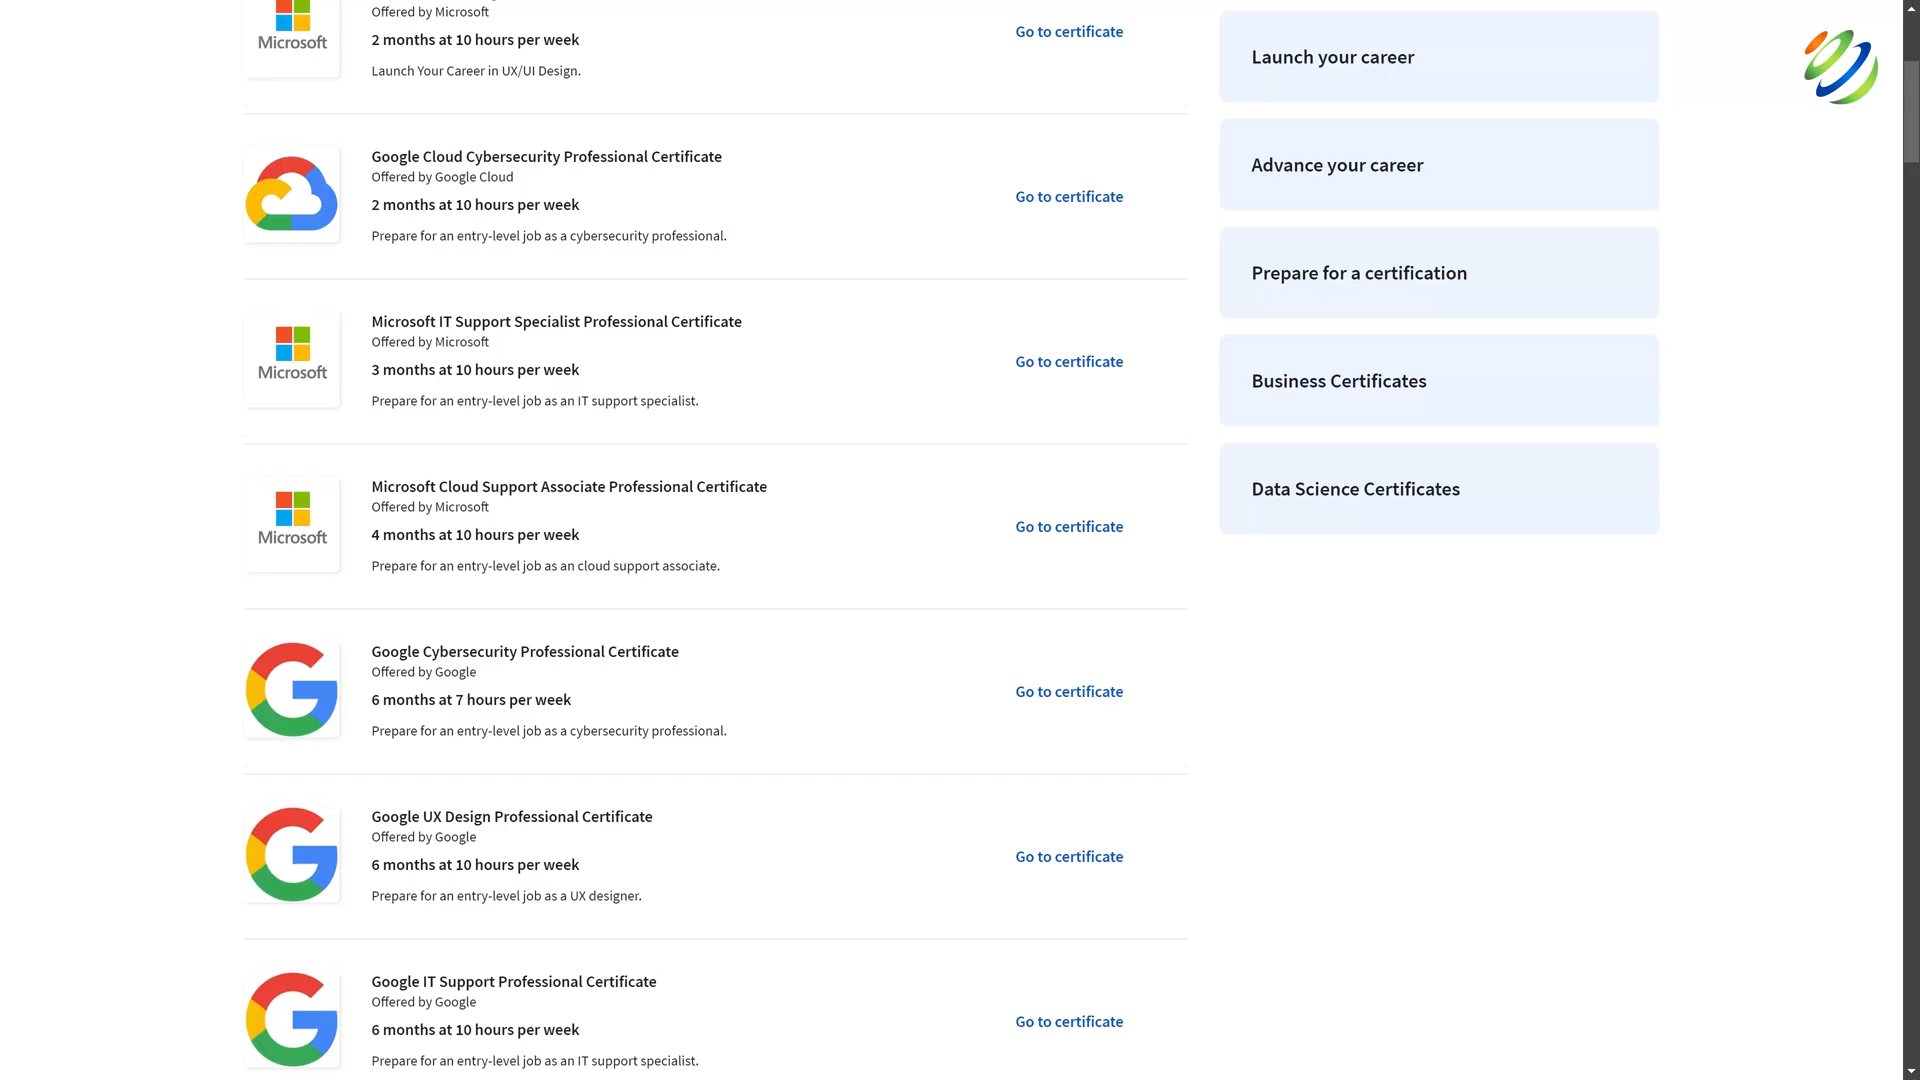 Offered by Microsoft
Microsoft
2 months at 10 hours per week
Launch Your Career in UX/UI Design.
Go to certificate
Google Cloud Cybersecurity Professional Certificate
Offered by Google Cloud
2 months at 10 hours per week
Prepare for an entry-level job as a cybersecurity professional.
Go to certificate
Microsoft IT Support Specialist Professional Certificate
Offered by Microsoft
Microsoft
3 months at 10 hours per week
Prepare for an entry-level job as an IT support specialist.
Go to certificate
Microsoft Cloud Support Associate Professional Certificate
Offered by Microsoft
Microsoft
4 months at 10 hours per week
Prepare for an entry-level job as an cloud support associate.
Go to certificate
Google Cybersecurity Professional Certificate
Offered by Google
6 months at 7 hours per week
Prepare for an entry-level job as a cybersecurity professional.
Go to certificate
Google UX Design Professional Certificate
Offered by Google
6 months at 10 hours per week
Prepare for an entry-level job as a UX designer.
Go to certificate
Google IT Support Professional Certificate
Offered by Google
6 months at 10 hours per week
Prepare for an entry-level job as an IT support specialist.
Go to certificate
Launch your career
Advance your career
Prepare for a certification
Business Certificates
Data Science Certificates